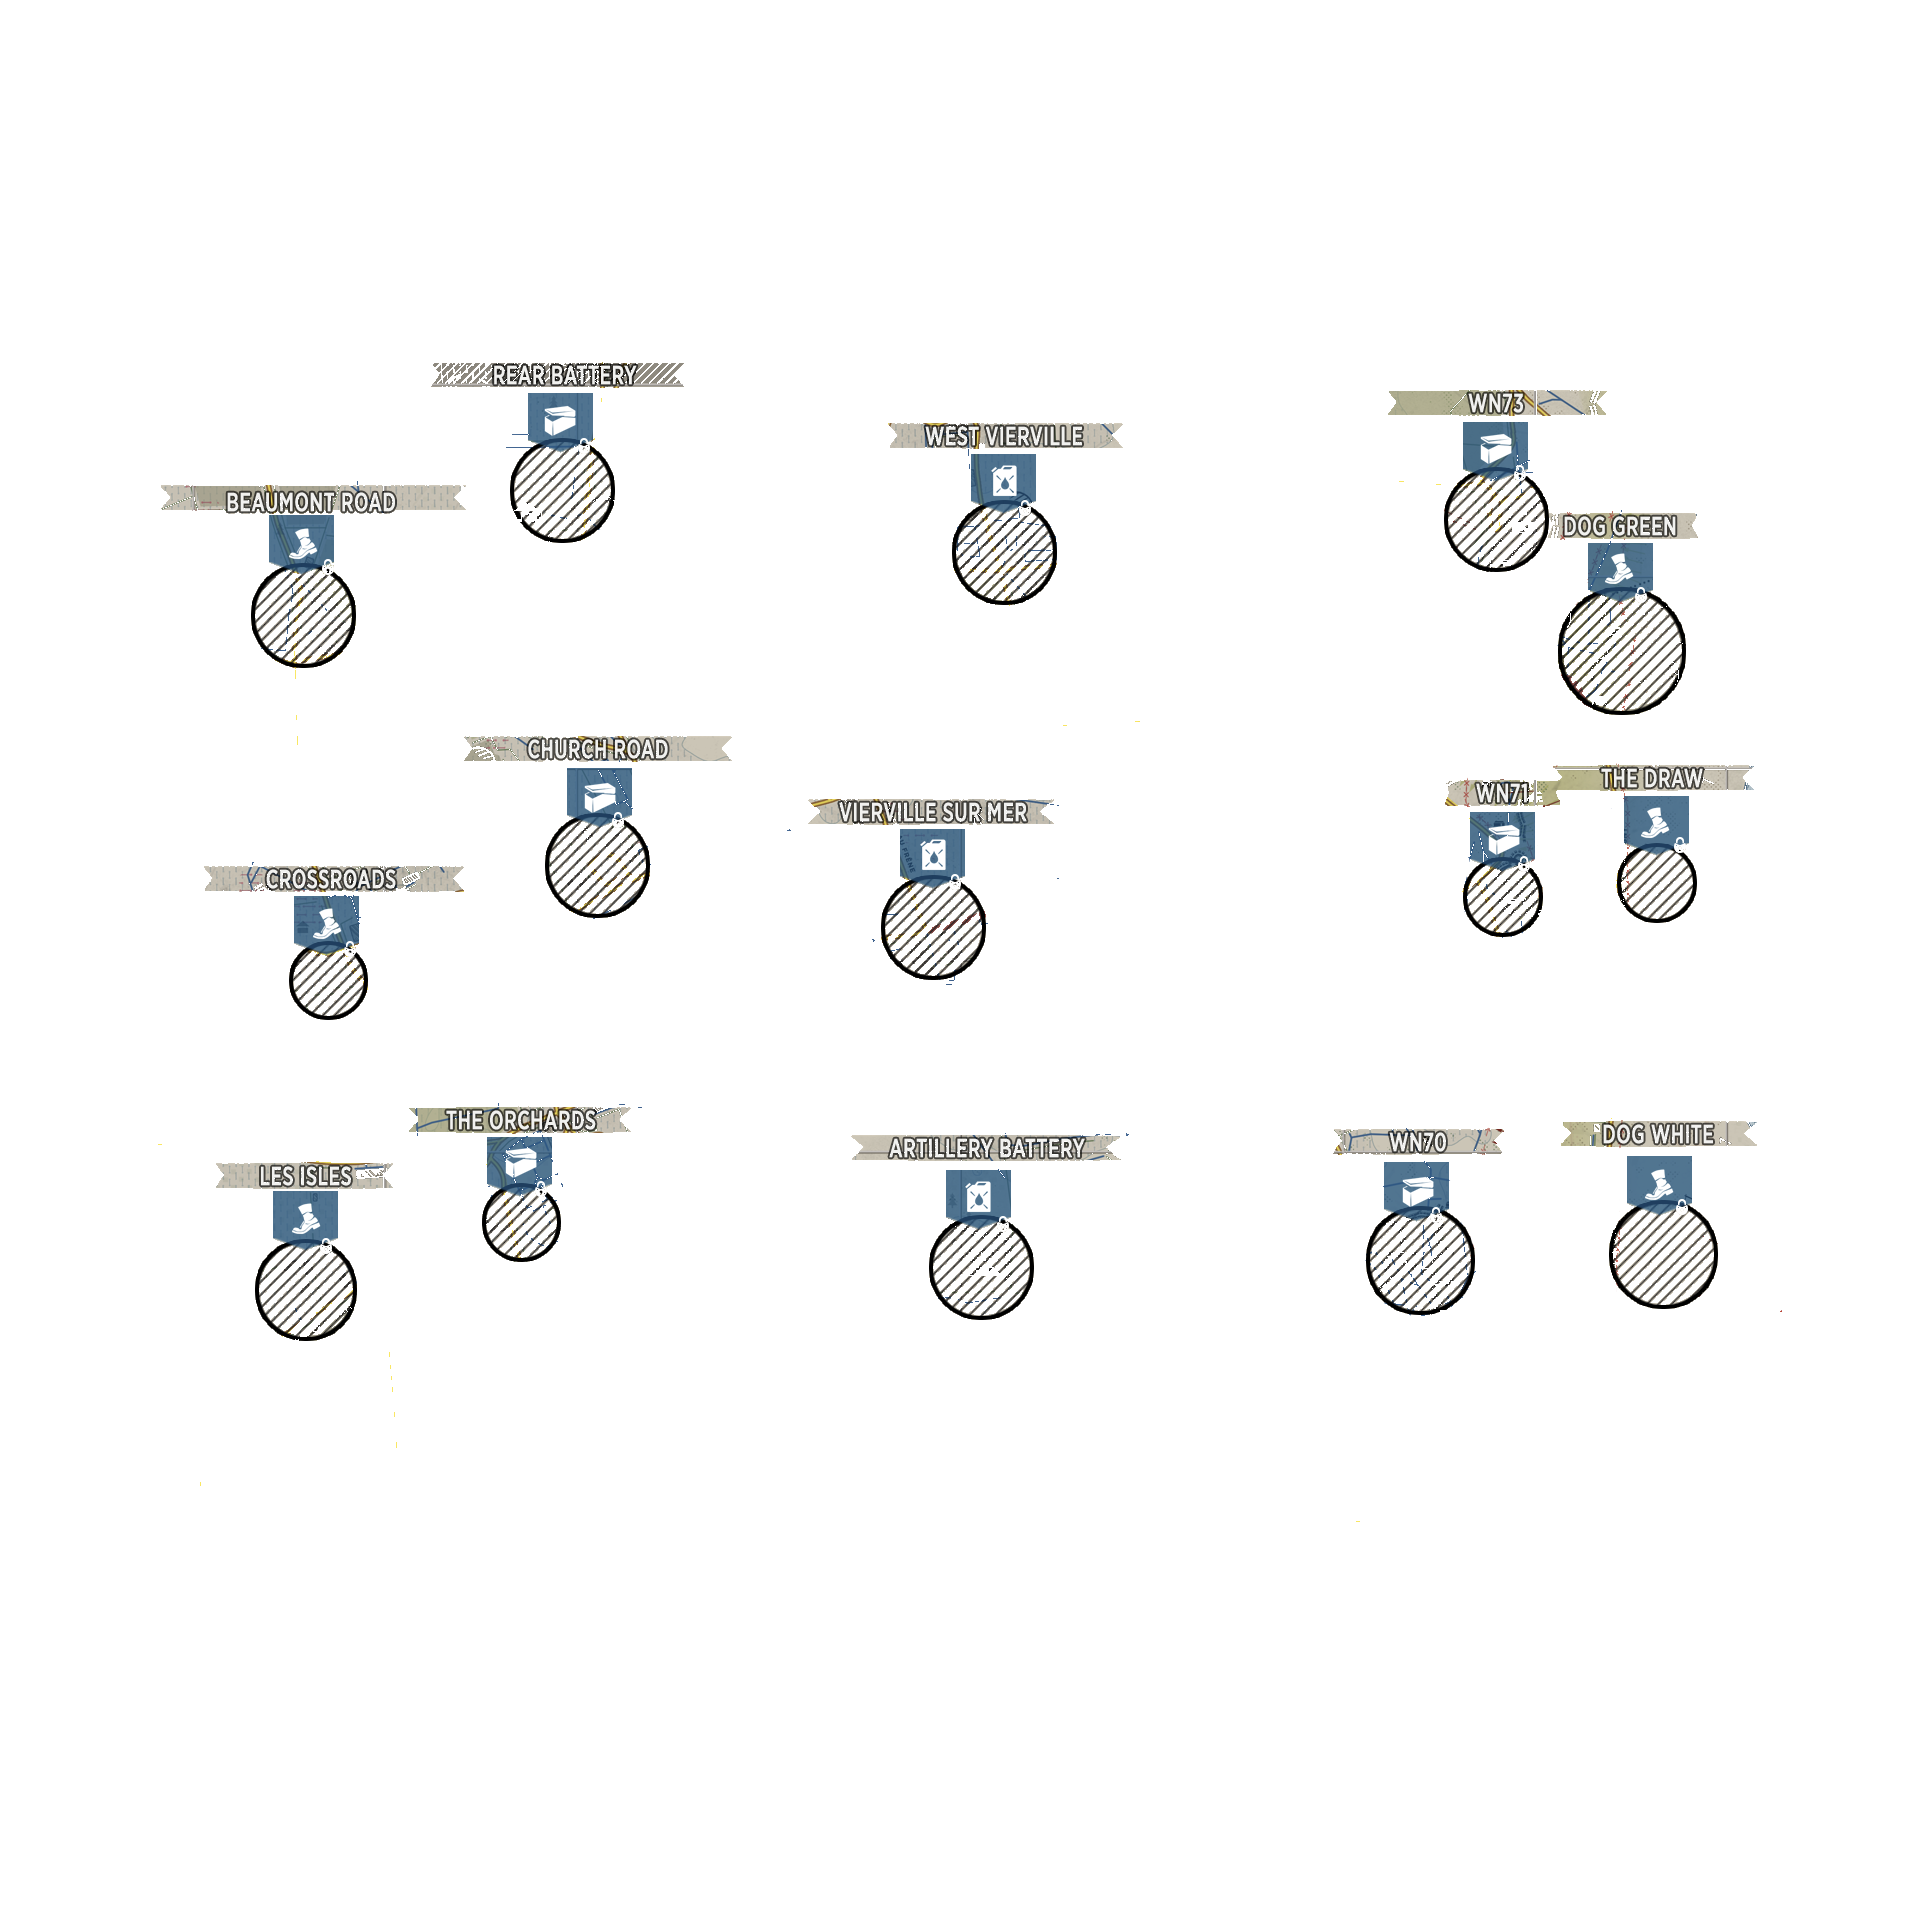 REAR BATTERY
WN73
WEST VIERVILLE
BEAUMONT ROAD
DOG GREEN
CHURCH ROAD
THE DRAW
WN71
VIERVILLE SUR MER
CROSSROADS
THE ORCHARDS
DOG WHITE
WN70
ARTILLERY BATTERY
LES ISLES